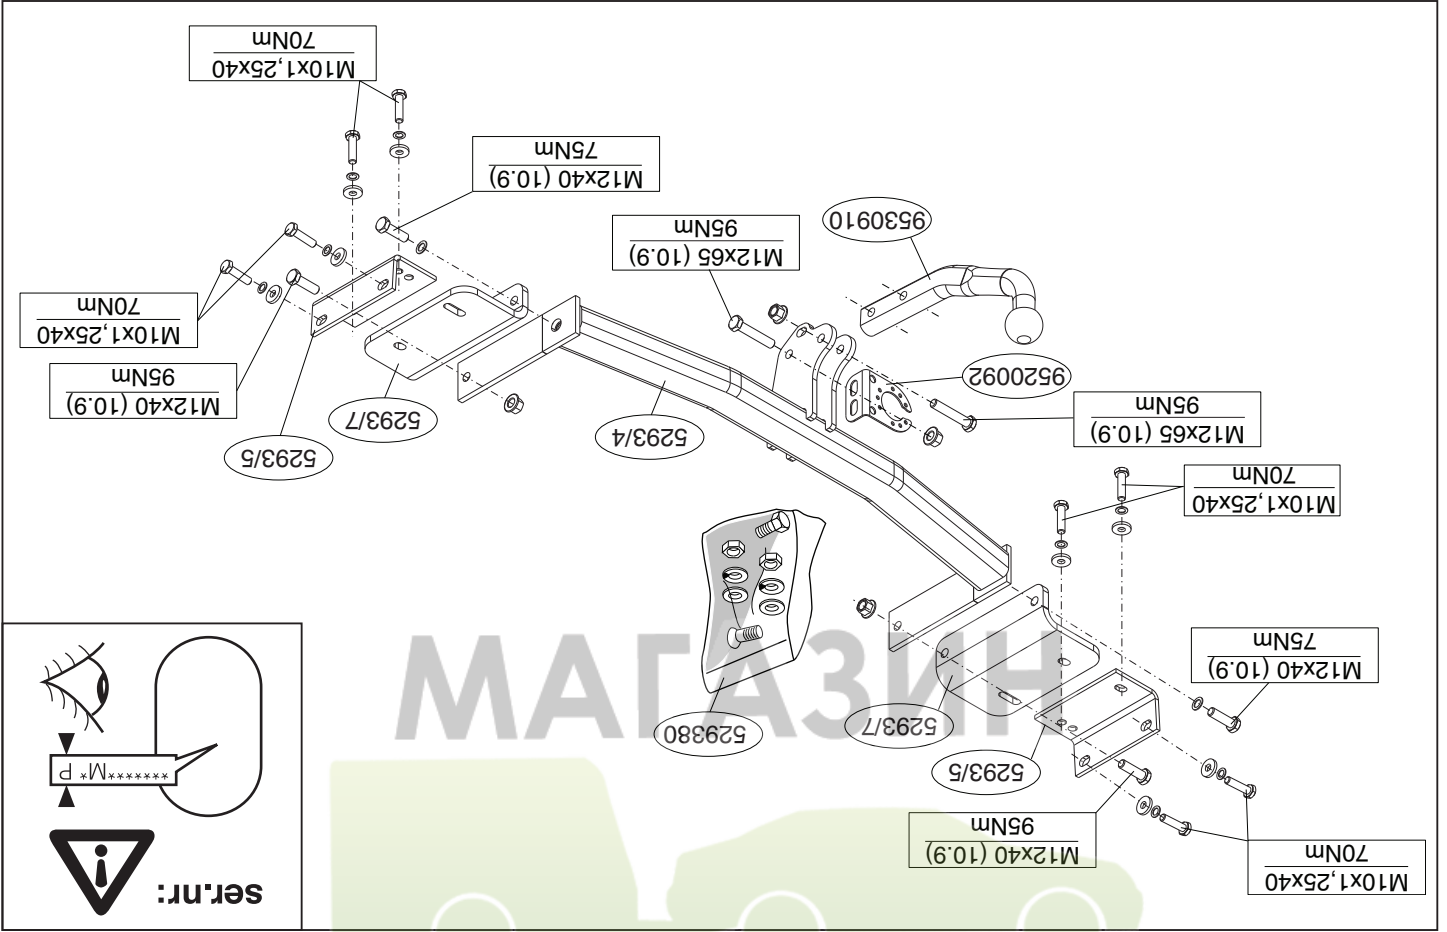 ser.nr:
M10x1,25x40
70Nm
M12x40 (10.9)
95Nm
*******M* P
5293/5
5293/7
529380
M12x40 (10.9)
75Nm
M10x1,25x40
70Nm
5293/5
5293/4
5293/7
M12x65 (10.9)
95Nm
M12x40 (10.9)
95Nm
9520092
M10x1,25x40
70Nm
M12x65 (10.9)
95Nm
9530910
M12x40 (10.9)
75Nm
M10x1,25x40
70Nm
МАГАЗИН